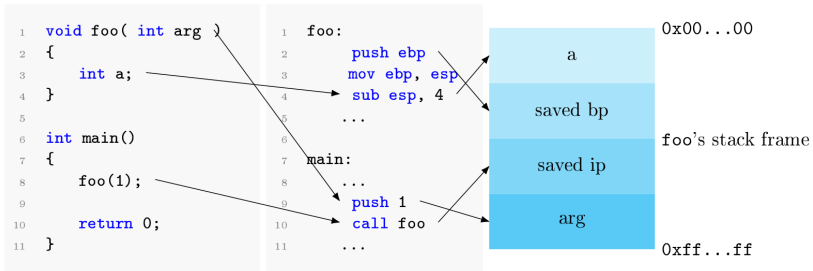 1 void foo( int arg )
2 {
3 int a;
4 }
5
6 int main()
7 {
8 foo(1);
9
10 return 0;
11 }
1 foo:
2 push ebp
3 mov ebp, esp
4 sub esp, 4
5 ...
6
7 main:
8 ...
9 push 1
10 call foo
11 ...
0x00...00
a
saved bp
foo's stack frame
saved ip
arg
0xff...ff